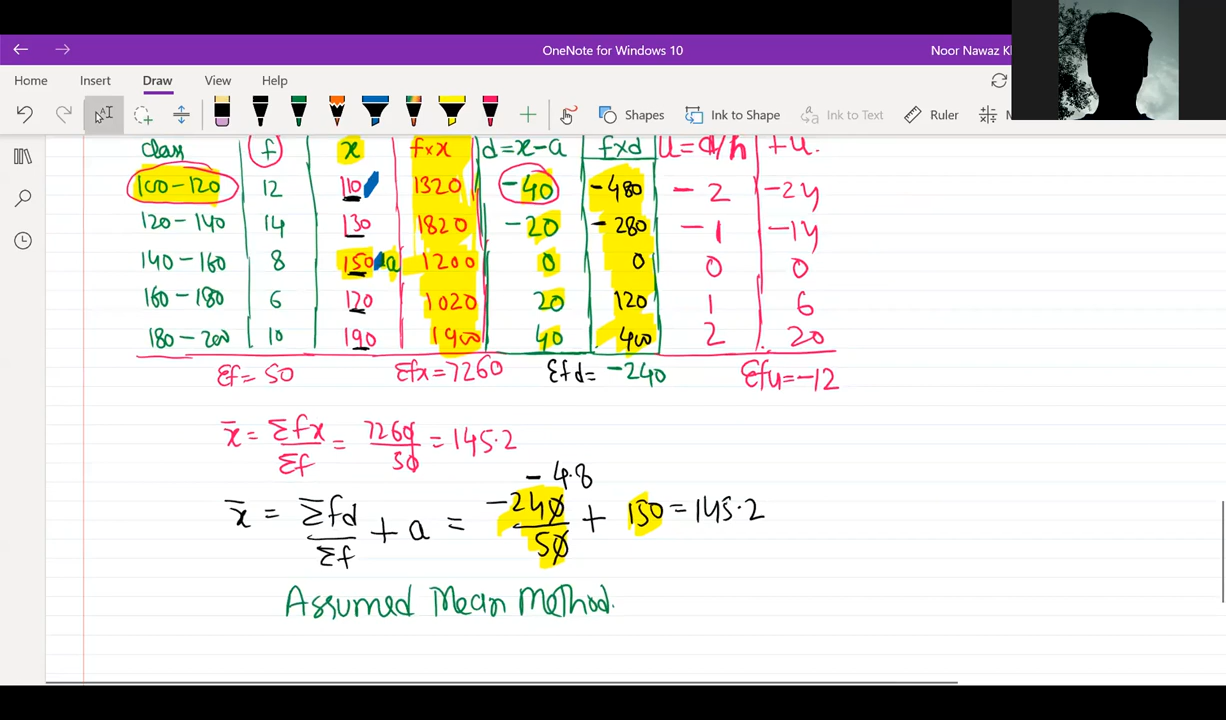 OneNote for Windows 10
Noor Nawaz
Home Insert Draw View Help
Shapes Ink to Shape Ink to Text Ruler
class f x f×x d=x-a f×d u=d/h fu.
100-120 12 110 1320 -40 -480 -2 -24
120-140 14 130 1820 -20 -280 -1 -14
140-160 8 150 a 1200 0 0 0 0
160-180 6 120 1020 20 120 1 6
180-200 10 190 1900 40 400 2 20
Σf=50 Σfx=7260 Σfd=-240 Σfu=-12
x̄ = Σfx/Σf = 7260/50 = 145.2
-4.8
x̄ = Σfd/Σf + a = -240/50 + 150 = 145.2
Assumed Mean Method.